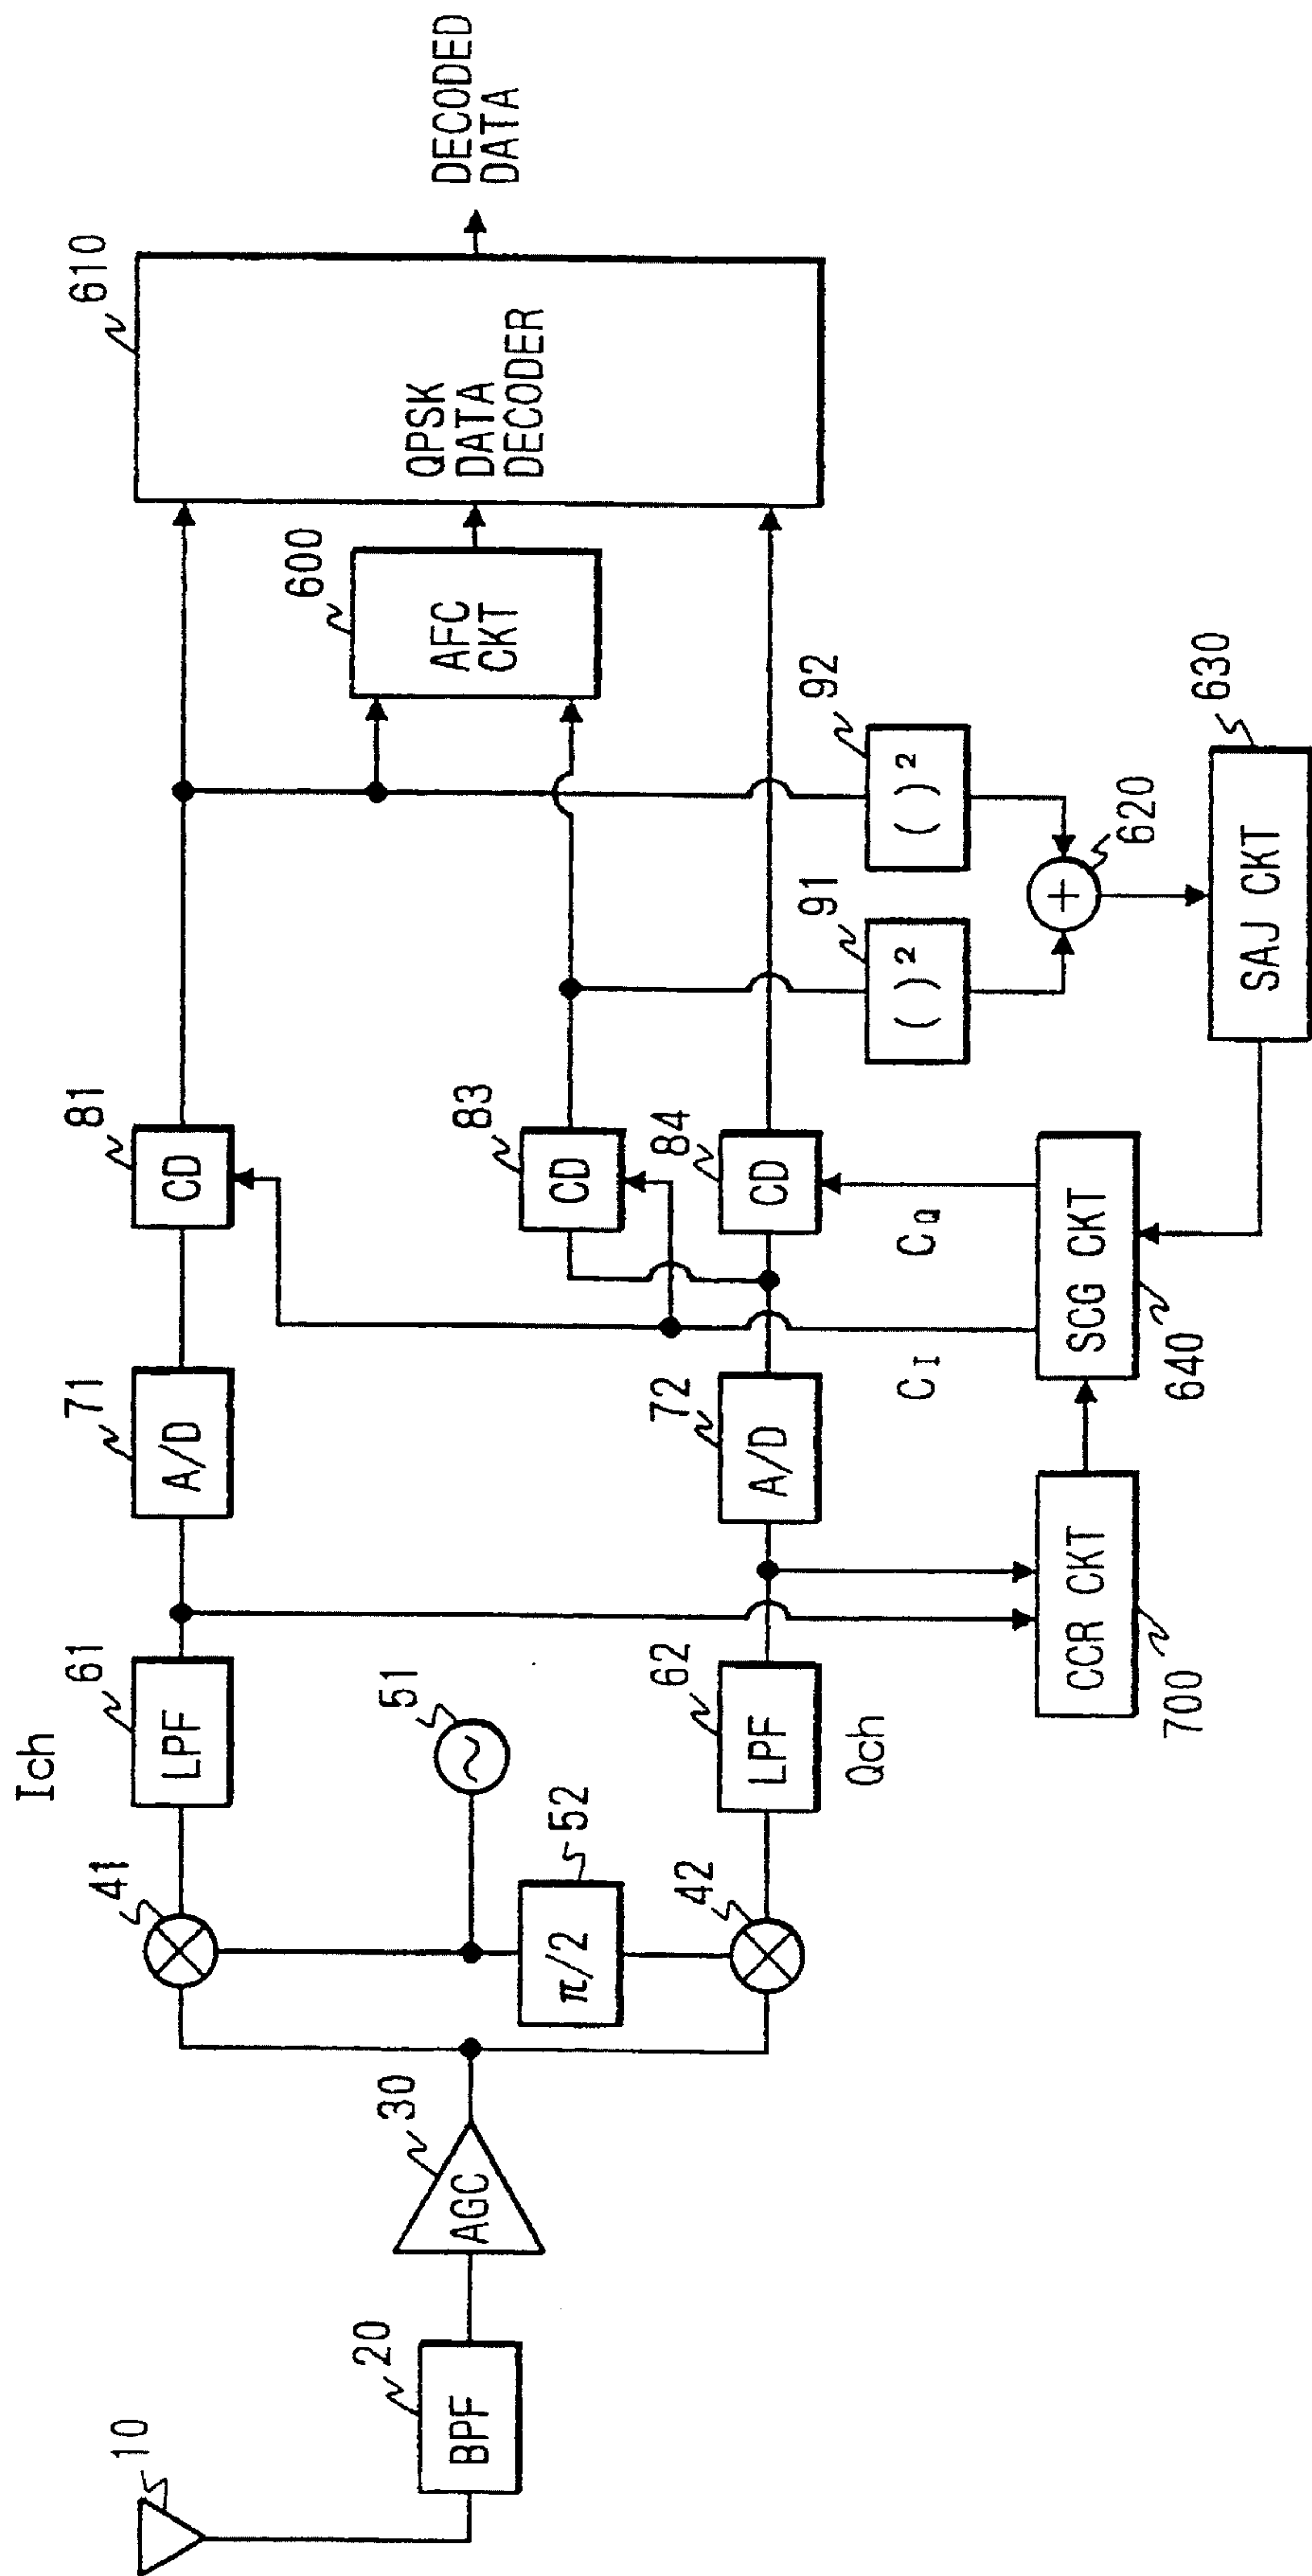 10
20
BPF
30
AGC
Ich
41
51
52
π/2
42
61
LPF
62
LPF
Qch
71
A/D
72
A/D
CCR CKT
700
81
CD
83
CD
84
CD
C_I
C_Q
SCG CKT
640
91
( )²
92
( )²
+
620
SAJ CKT
630
600
AFC
CKT
610
QPSK
DATA
DECODER
DECODED
DATA